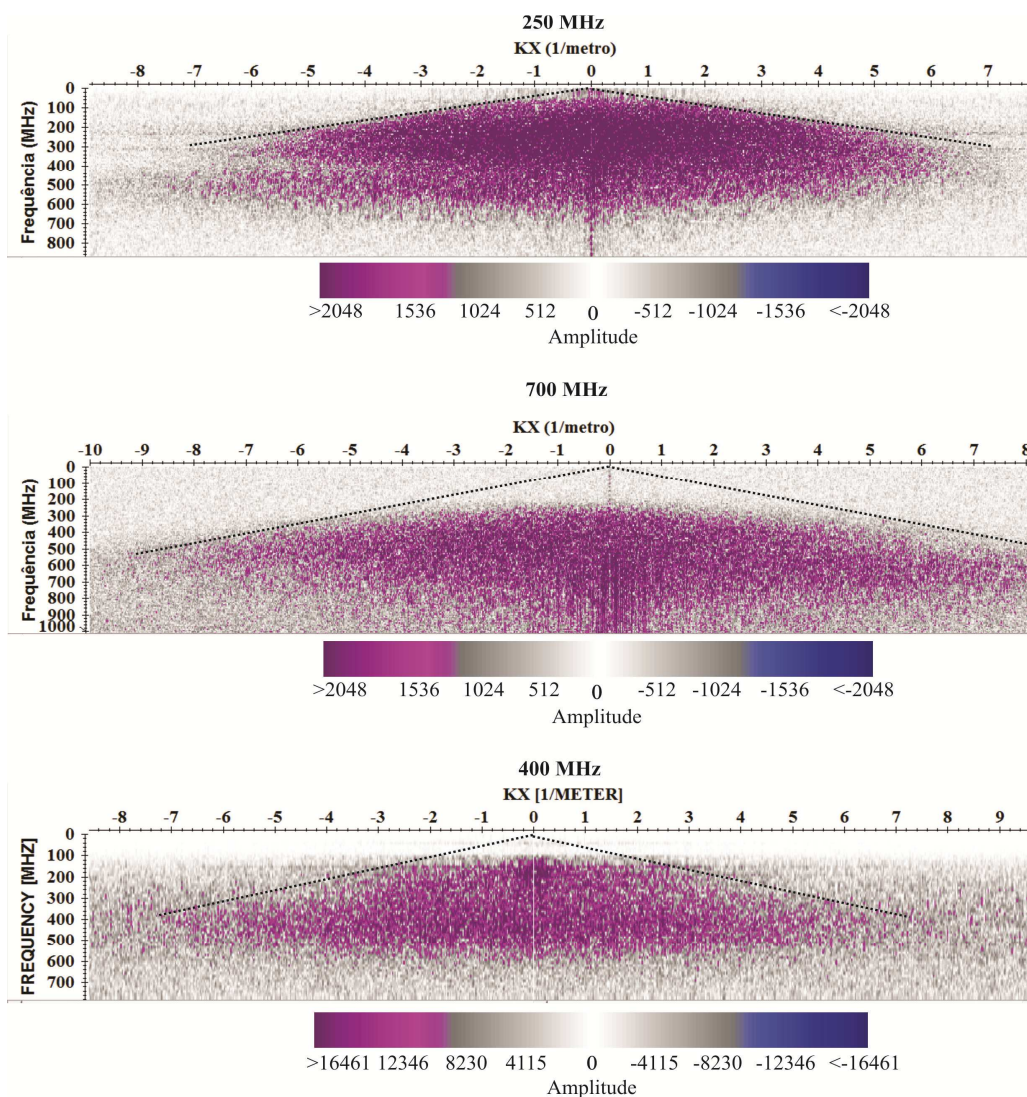 250 MHz
KX (1/metro)
-8 -7 -6 -5 -4 -3 -2 -1 0 1 2 3 4 5 6 7
Frequência (MHz)
0
100
200
300
400
500
600
700
800
>2048 1536 1024 512 0 -512 -1024 -1536 <-2048
Amplitude
700 MHz
KX (1/metro)
-10 -9 -8 -7 -6 -5 -4 -3 -2 -1 0 1 2 3 4 5 6 7 8
Frequência (MHz)
0
100
200
300
400
500
600
700
800
900
1000
>2048 1536 1024 512 0 -512 -1024 -1536 <-2048
Amplitude
400 MHz
KX [1/METER]
-8 -7 -6 -5 -4 -3 -2 -1 0 1 2 3 4 5 6 7 8 9
FREQUENCY [MHZ]
0
100
200
300
400
500
600
700
>16461 12346 8230 4115 0 -4115 -8230 -12346 <-16461
Amplitude